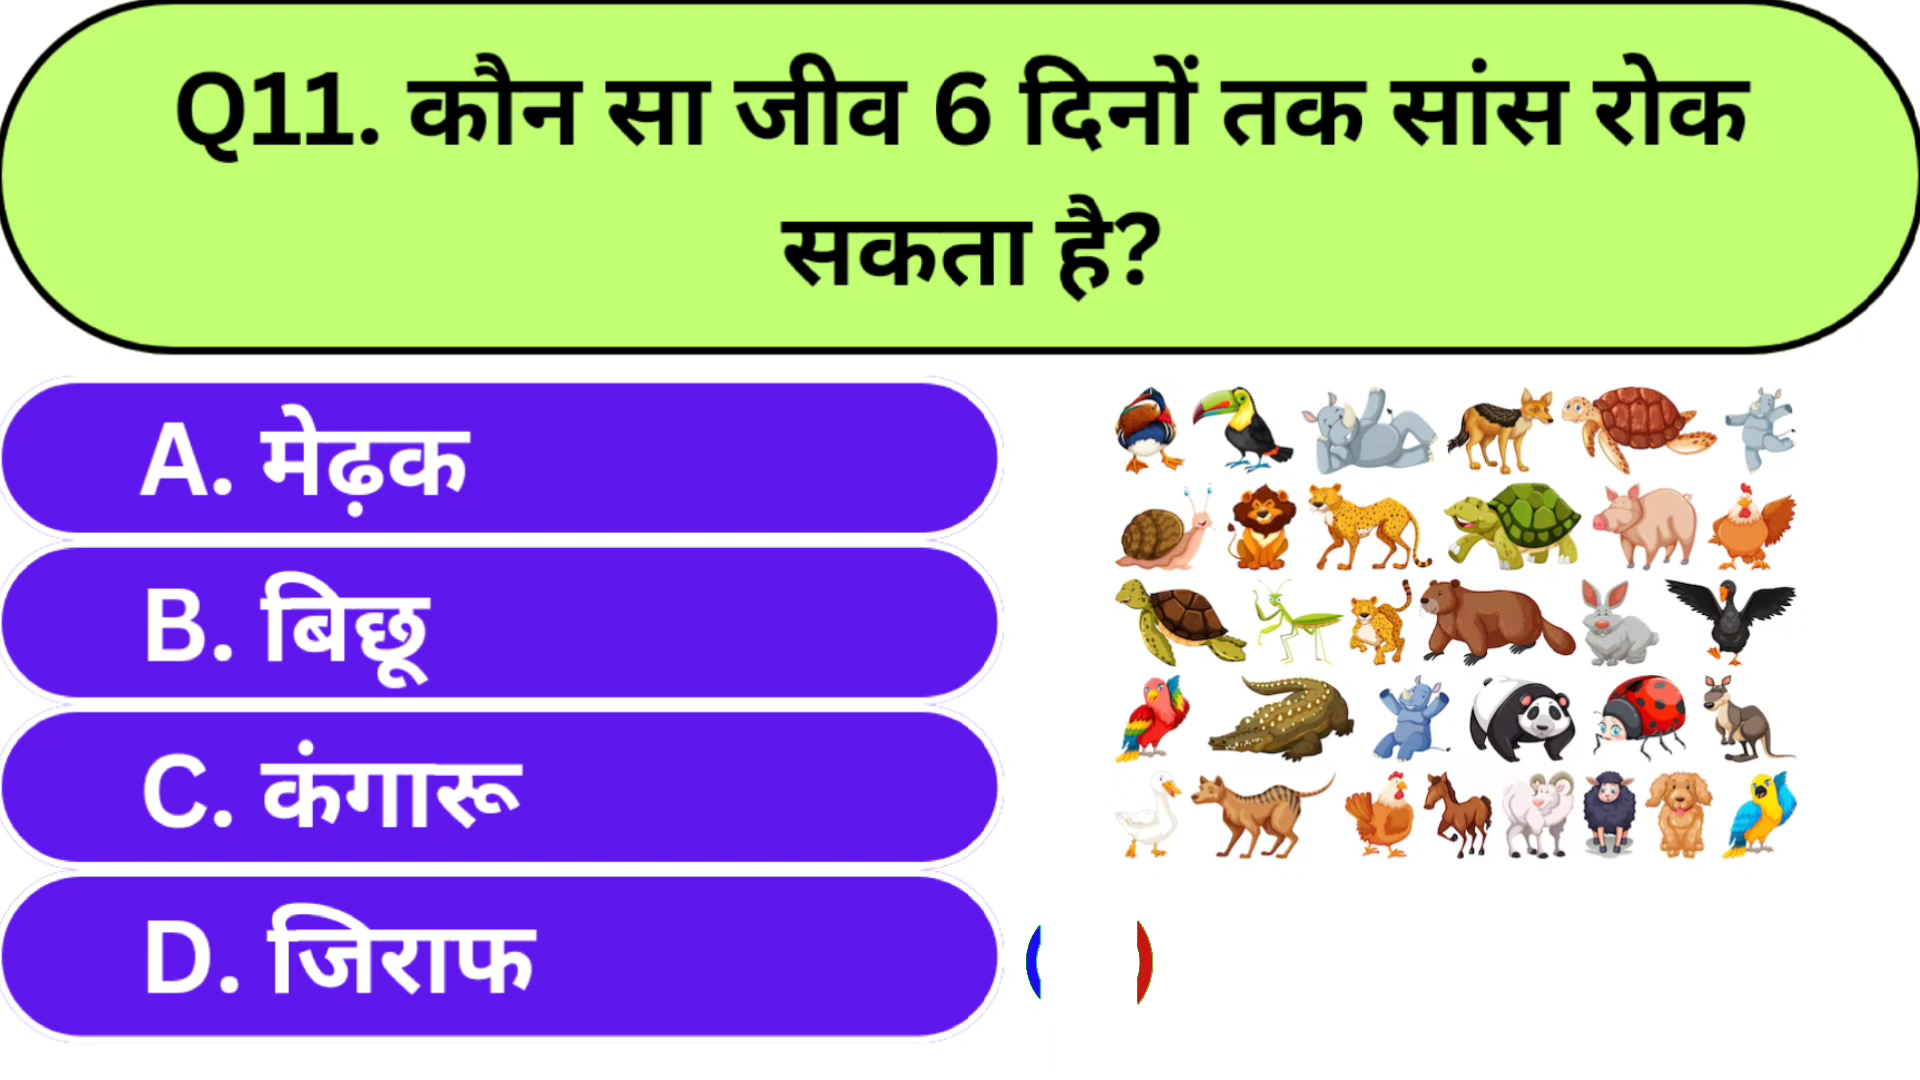 Q11. कौन सा जीव 6 दिनों तक सांस रोक
सकता है?
A. मेढ़क
B. बिछू
C. कंगारू
D. जिराफ